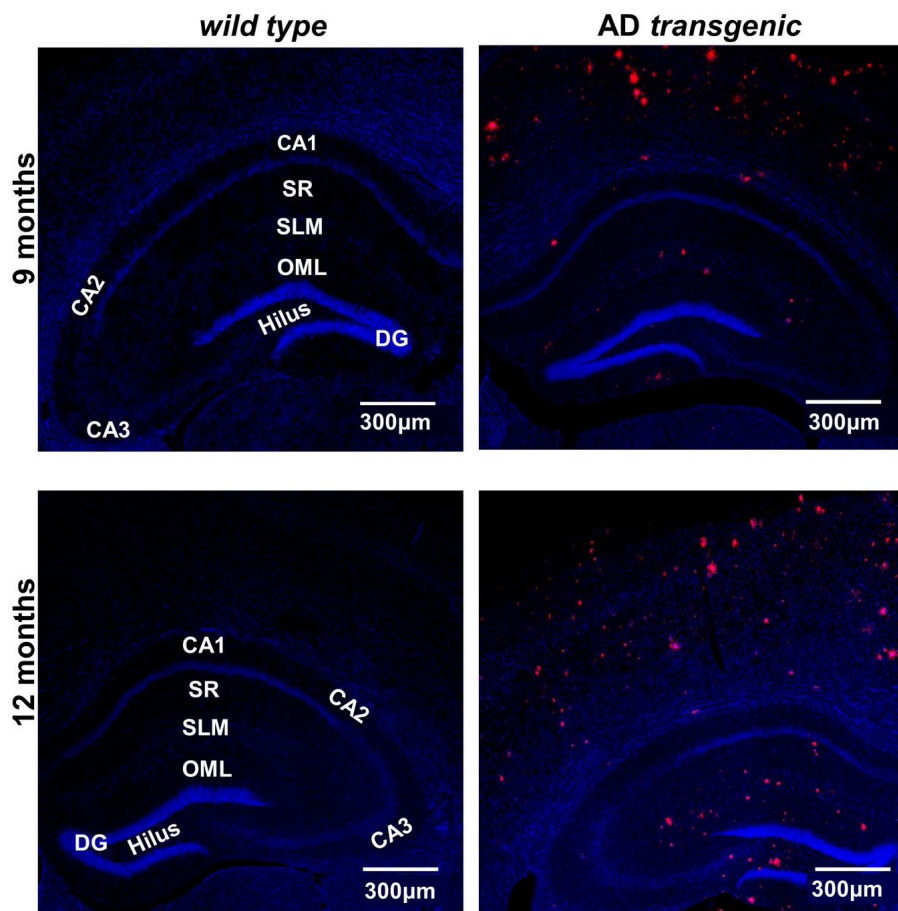 wild type
AD transgenic
9 months
CA1
SR
SLM
OML
CA2
Hilus
DG
CA3
300µm
300µm
12 months
CA1
SR
CA2
SLM
OML
DG
Hilus
CA3
300µm
300µm